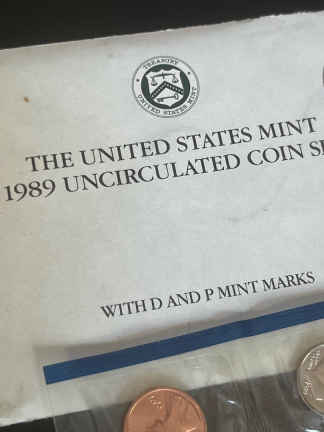 TREASURY
UNITED STATES MINT
THE UNITED STATES MINT
1989 UNCIRCULATED COIN SE
WITH D AND P MINT MARKS